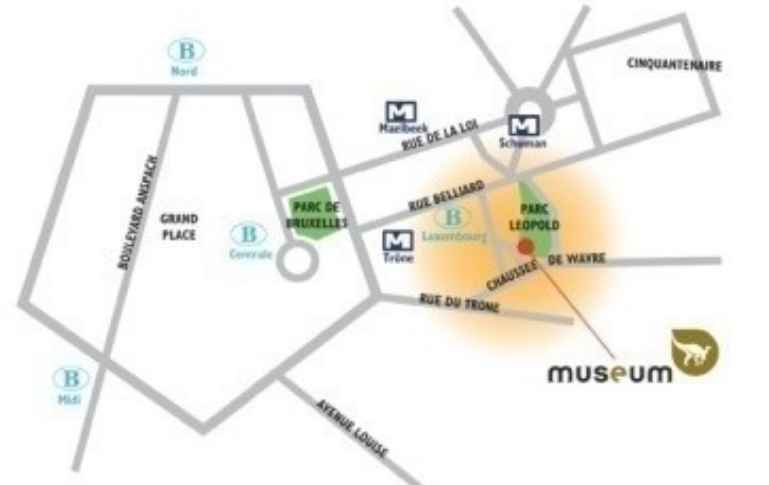 B
Nord
CINQUANTENAIRE
M
Maelbeek
RUE DE LA LOI
M
Schuman
BOULEVARD ANSPACH
GRAND
PLACE
PARC DE
BRUXELLES
RUE BELLIARD
PARC
LEOPOLD
B
Centrale
M
Trône
B
Luxembourg
CHAUSSEE DE WAVRE
RUE DU TRONE
museum
B
Midi
AVENUE LOUISE